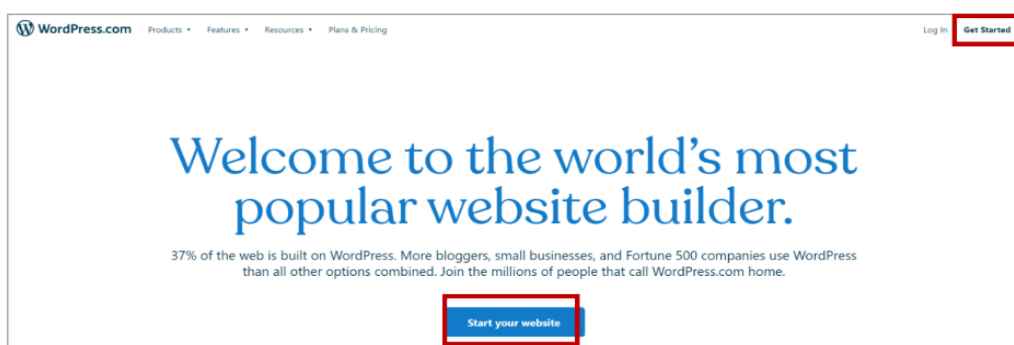 WordPress.com Products Features Resources Plans & Pricing Log In Get Started
Welcome to the world's most
popular website builder.
37% of the web is built on WordPress. More bloggers, small businesses, and Fortune 500 companies use WordPress
than all other options combined. Join the millions of people that call WordPress.com home.
Start your website